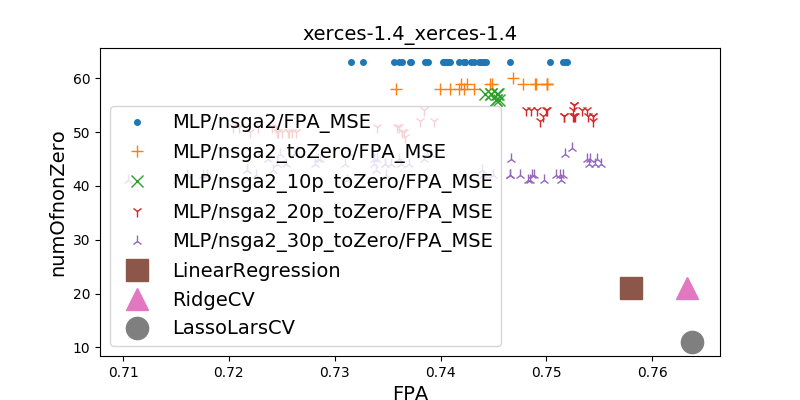 xerces-1.4_xerces-1.4
numOfnonZero
60
50
40
30
20
10
MLP/nsga2/FPA_MSE
MLP/nsga2_toZero/FPA_MSE
MLP/nsga2_10p_toZero/FPA_MSE
MLP/nsga2_20p_toZero/FPA_MSE
MLP/nsga2_30p_toZero/FPA_MSE
LinearRegression
RidgeCV
LassoLarsCV
0.71 0.72 0.73 0.74 0.75 0.76
FPA